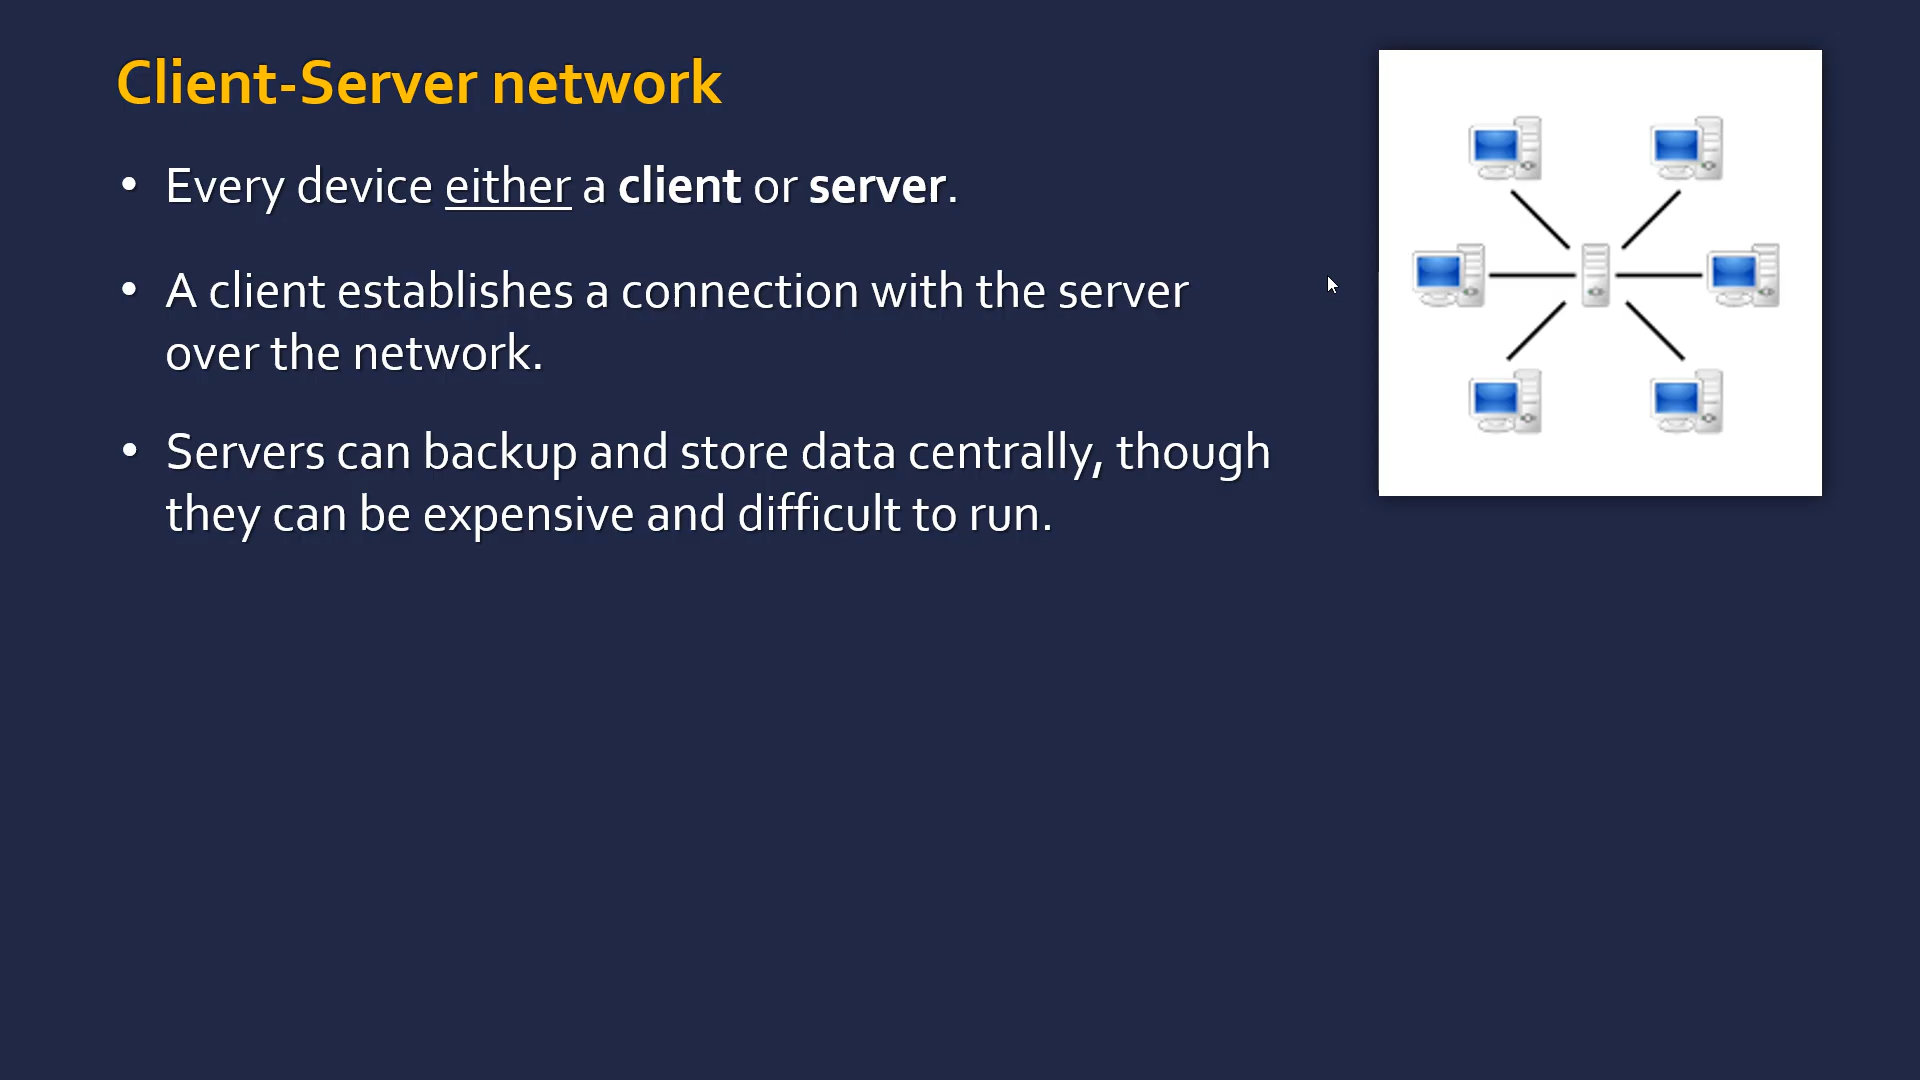 Client-Server network
• Every device either a client or server.
• A client establishes a connection with the server
over the network.
• Servers can backup and store data centrally, though
they can be expensive and difficult to run.